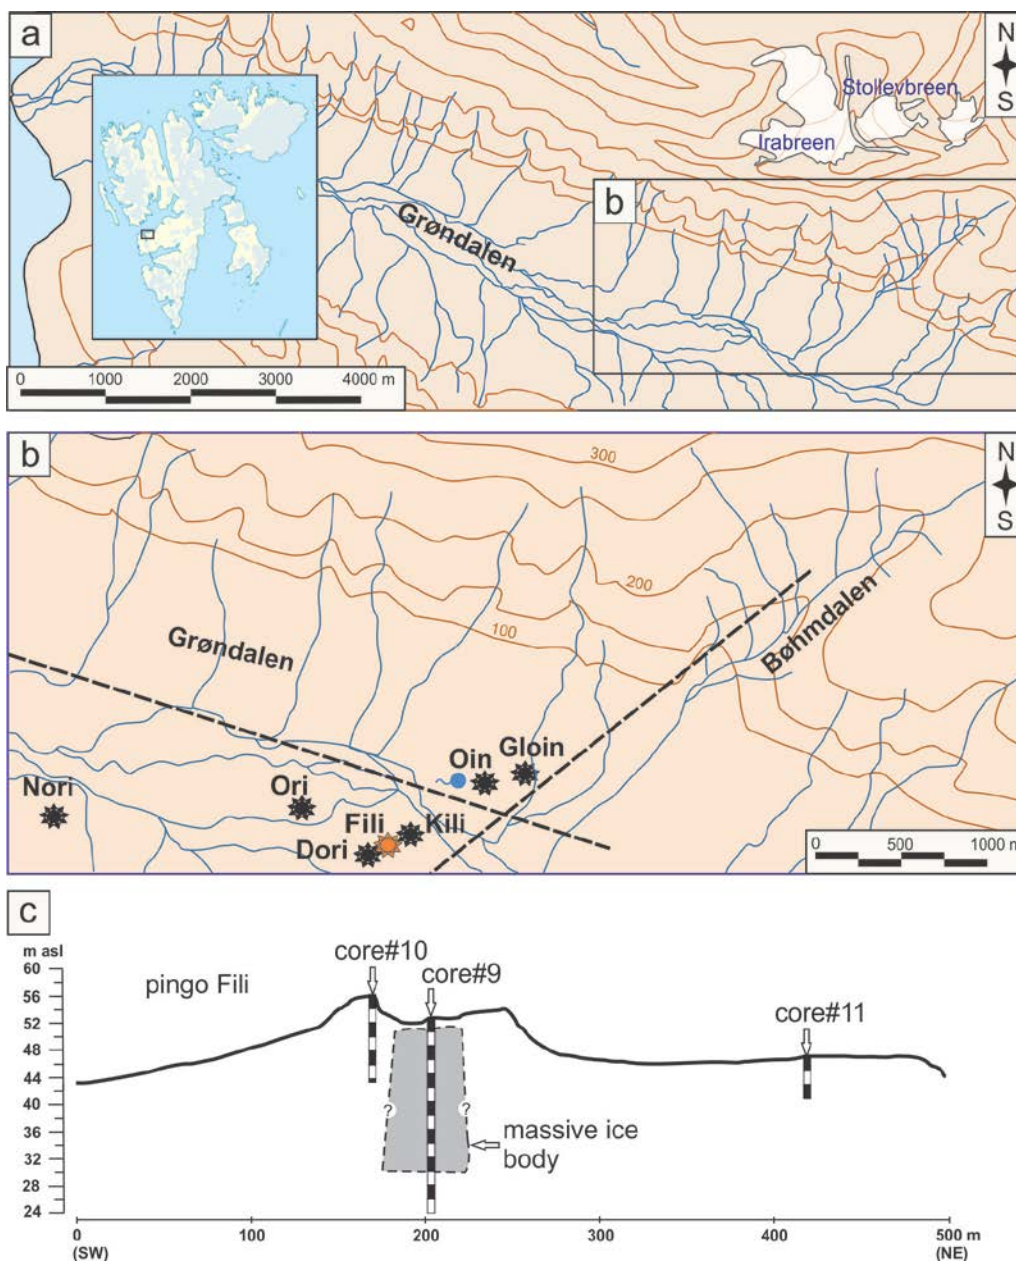 a
N
S
Stollevbreen
Irabreen
b
Grøndalen
0 1000 2000 3000 4000 m
b
N
S
300
200
100
Grøndalen
Bøhmdalen
Oin Gloin
Nori
Ori
Fili Kili
Dori
0 500 1000 m
c
m asl
60
56
52
48
44
40
36
32
28
24
pingo Fili
core#10
core#9
core#11
? ?
massive ice
body
0 100 200 300 400 500 m
(SW) (NE)